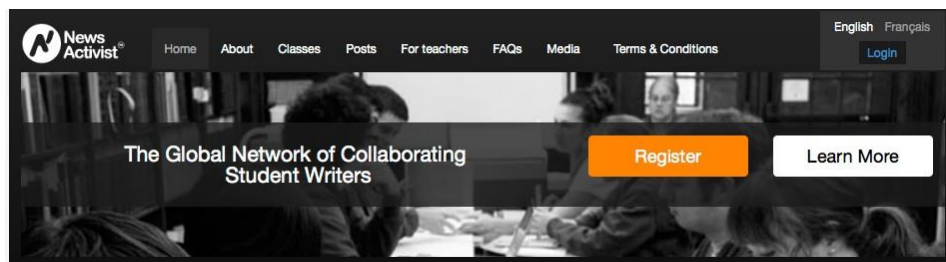 News
Activist®
Home About Classes Posts For teachers FAQs Media Terms & Conditions
English Français
Login
The Global Network of Collaborating
Student Writers
Register
Learn More